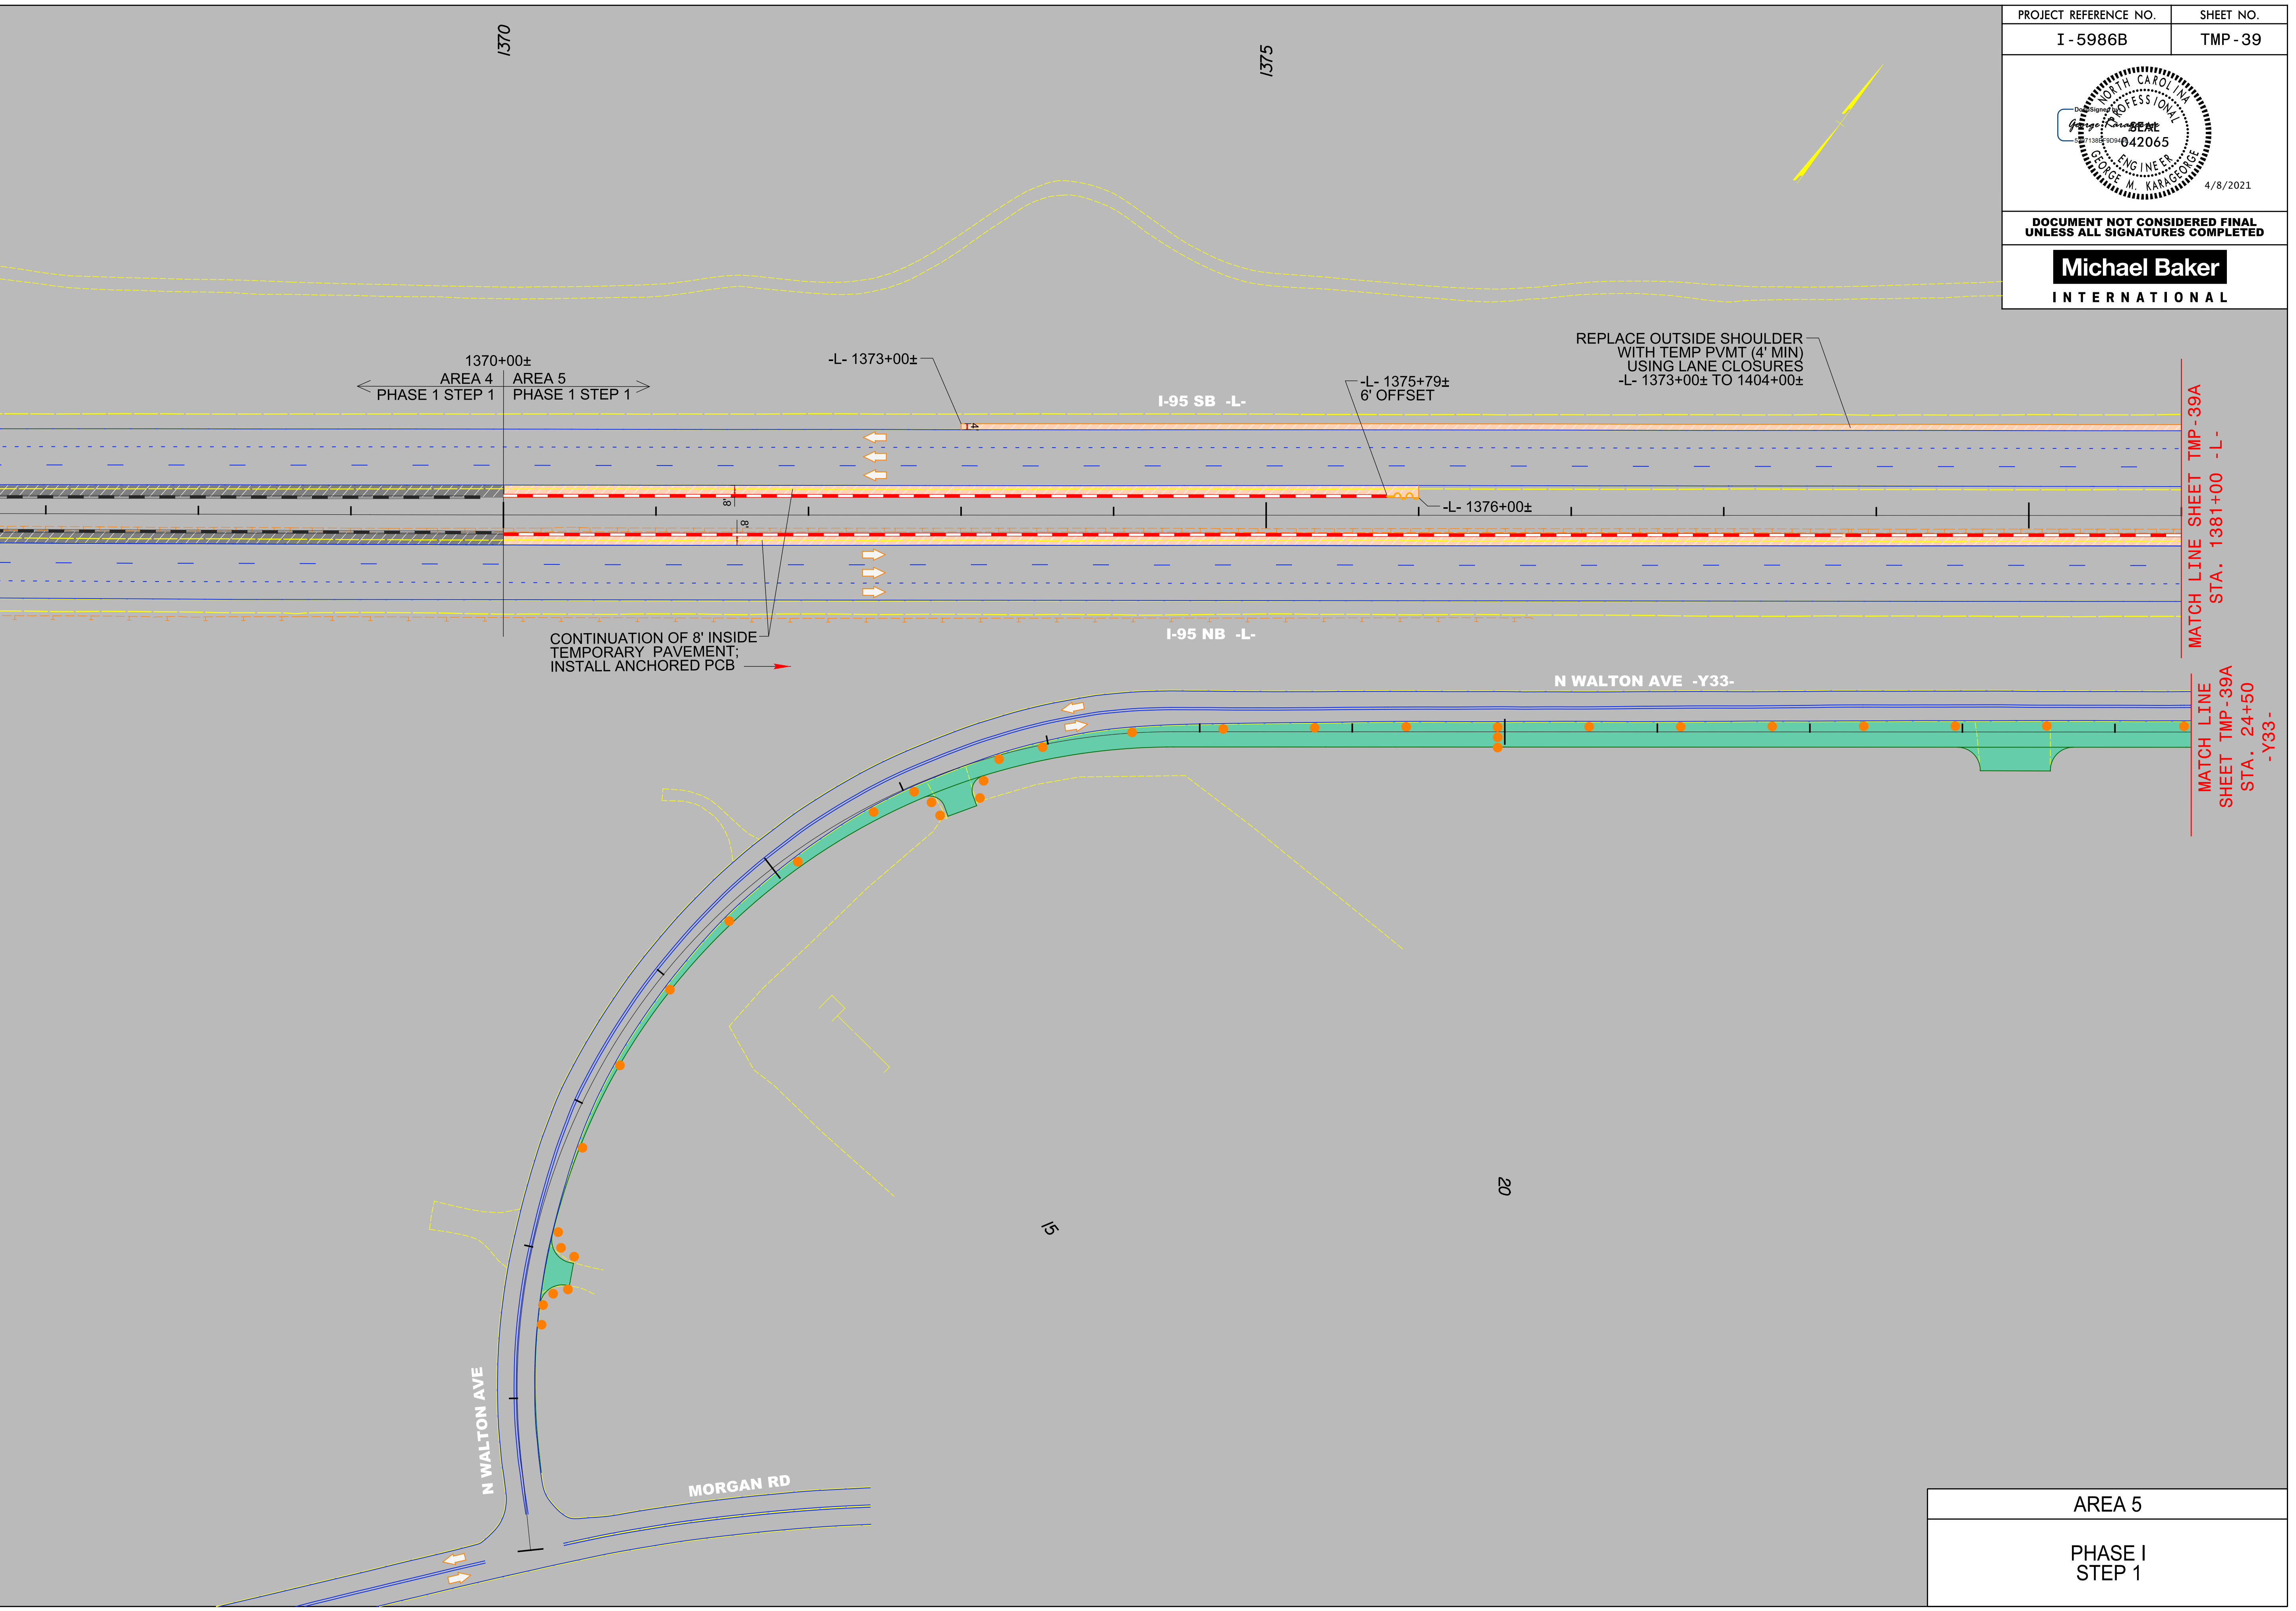 PROJECT REFERENCE NO.
SHEET NO.
I-5986B
TMP-39
NORTH CAROLINA
PROFESSIONAL
SEAL
042065
ENGINEER
GEORGE M. KARAGEORGE
4/8/2021
DOCUMENT NOT CONSIDERED FINAL
UNLESS ALL SIGNATURES COMPLETED
Michael Baker
INTERNATIONAL
1370
1375
1370+00±
AREA 4
AREA 5
PHASE 1 STEP 1
PHASE 1 STEP 1
-L- 1373+00±
-L- 1375+79±
6' OFFSET
REPLACE OUTSIDE SHOULDER
WITH TEMP PVMT (4' MIN)
USING LANE CLOSURES
-L- 1373+00± TO 1404+00±
I-95 SB -L-
4'
8'
8'
-L- 1376+00±
I-95 NB -L-
CONTINUATION OF 8' INSIDE
TEMPORARY PAVEMENT;
INSTALL ANCHORED PCB
MATCH LINE SHEET TMP-39A
STA. 1381+00 -L-
N WALTON AVE -Y33-
MATCH LINE
SHEET TMP-39A
STA. 24+50
-Y33-
20
15
N WALTON AVE
MORGAN RD
AREA 5
PHASE I
STEP 1